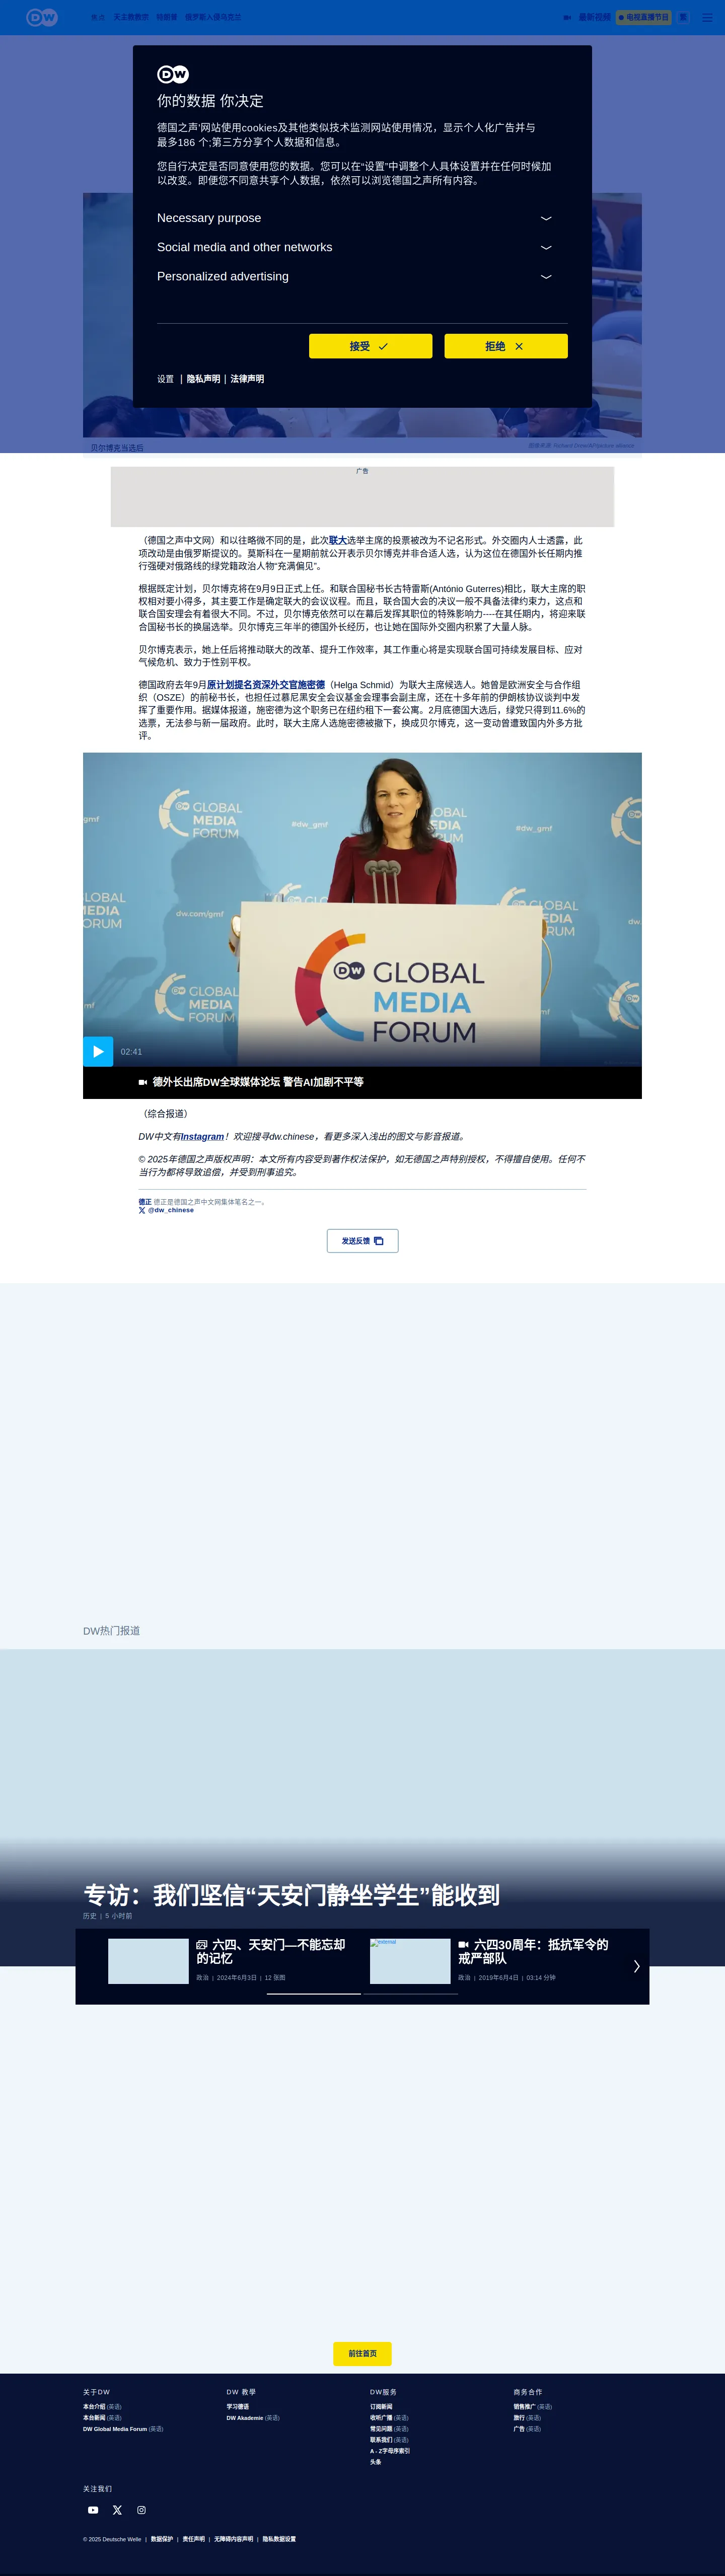 DW
焦点
天主教教宗
特朗普
俄罗斯入侵乌克兰
最新视频
电视直播节目
繁
DW
你的数据 你决定
德国之声'网站使用cookies及其他类似技术监测网站使用情况，显示个人化广告并与
最多186 个;第三方分享个人数据和信息。
您自行决定是否同意使用您的数据。您可以在“设置”中调整个人具体设置并在任何时候加
以改变。即便您不同意共享个人数据，依然可以浏览德国之声所有内容。
Necessary purpose
Social media and other networks
Personalized advertising
接受
拒绝
设置 | 隐私声明 | 法律声明
贝尔博克当选后
广告
（德国之声中文网）和以往略微不同的是，此次联大选举主席的投票被改为不记名形式。外交圈内人士透露，此
项改动是由俄罗斯提议的。莫斯科在一星期前就公开表示贝尔博克并非合适人选，认为这位在德国外长任期内推
行强硬对俄路线的绿党籍政治人物“充满偏见”。
根据既定计划，贝尔博克将在9月9日正式上任。和联合国秘书长古特雷斯(António Guterres)相比，联大主席的职
权相对要小得多，其主要工作是确定联大的会议议程。而且，联合国大会的决议一般不具备法律约束力，这点和
联合国安理会有着很大不同。不过，贝尔博克依然可以在幕后发挥其职位的特殊影响力----在其任期内，将迎来联
合国秘书长的换届选举。贝尔博克三年半的德国外长经历，也让她在国际外交圈内积累了大量人脉。
贝尔博克表示，她上任后将推动联大的改革、提升工作效率，其工作重心将是实现联合国可持续发展目标、应对
气候危机、致力于性别平权。
德国政府去年9月原计划提名资深外交官施密德（Helga Schmid）为联大主席候选人。她曾是欧洲安全与合作组
织（OSZE）的前秘书长，也担任过慕尼黑安全会议基金会理事会副主席，还在十多年前的伊朗核协议谈判中发
挥了重要作用。据媒体报道，施密德为这个职务已在纽约租下一套公寓。2月底德国大选后，绿党只得到11.6%的
选票，无法参与新一届政府。此时，联大主席人选施密德被撤下，换成贝尔博克，这一变动曾遭致国内外多方批
评。
GLOBAL
MEDIA
FORUM
#dw_gmf
dw.com/gmf
DW GLOBAL
MEDIA
FORUM
02:41
德外长出席DW全球媒体论坛 警告AI加剧不平等
（综合报道）
DW中文有Instagram！欢迎搜寻dw.chinese，看更多深入浅出的图文与影音报道。
© 2025年德国之声版权声明：本文所有内容受到著作权法保护，如无德国之声特别授权，不得擅自使用。任何不
当行为都将导致追偿，并受到刑事追究。
德正 德正是德国之声中文网集体笔名之一。
@dw_chinese
发送反馈
DW热门报道
专访：我们坚信“天安门静坐学生”能收到
历史 | 5 小时前
六四、天安门—不能忘却
的记忆
政治 | 2024年6月3日 | 12 张图
external
六四30周年：抵抗军令的
戒严部队
政治 | 2019年6月4日 | 03:14 分钟
前往首页
关于DW
本台介绍 (英语)
本台新闻 (英语)
DW Global Media Forum (英语)
DW 教學
学习德语
DW Akademie (英语)
DW服务
订阅新闻
收听广播 (英语)
常见问题 (英语)
联系我们 (英语)
A - Z字母序索引
头条
商务合作
销售推广 (英语)
旅行 (英语)
广告 (英语)
关注我们
© 2025 Deutsche Welle | 数据保护 | 责任声明 | 无障碍内容声明 | 隐私数据设置